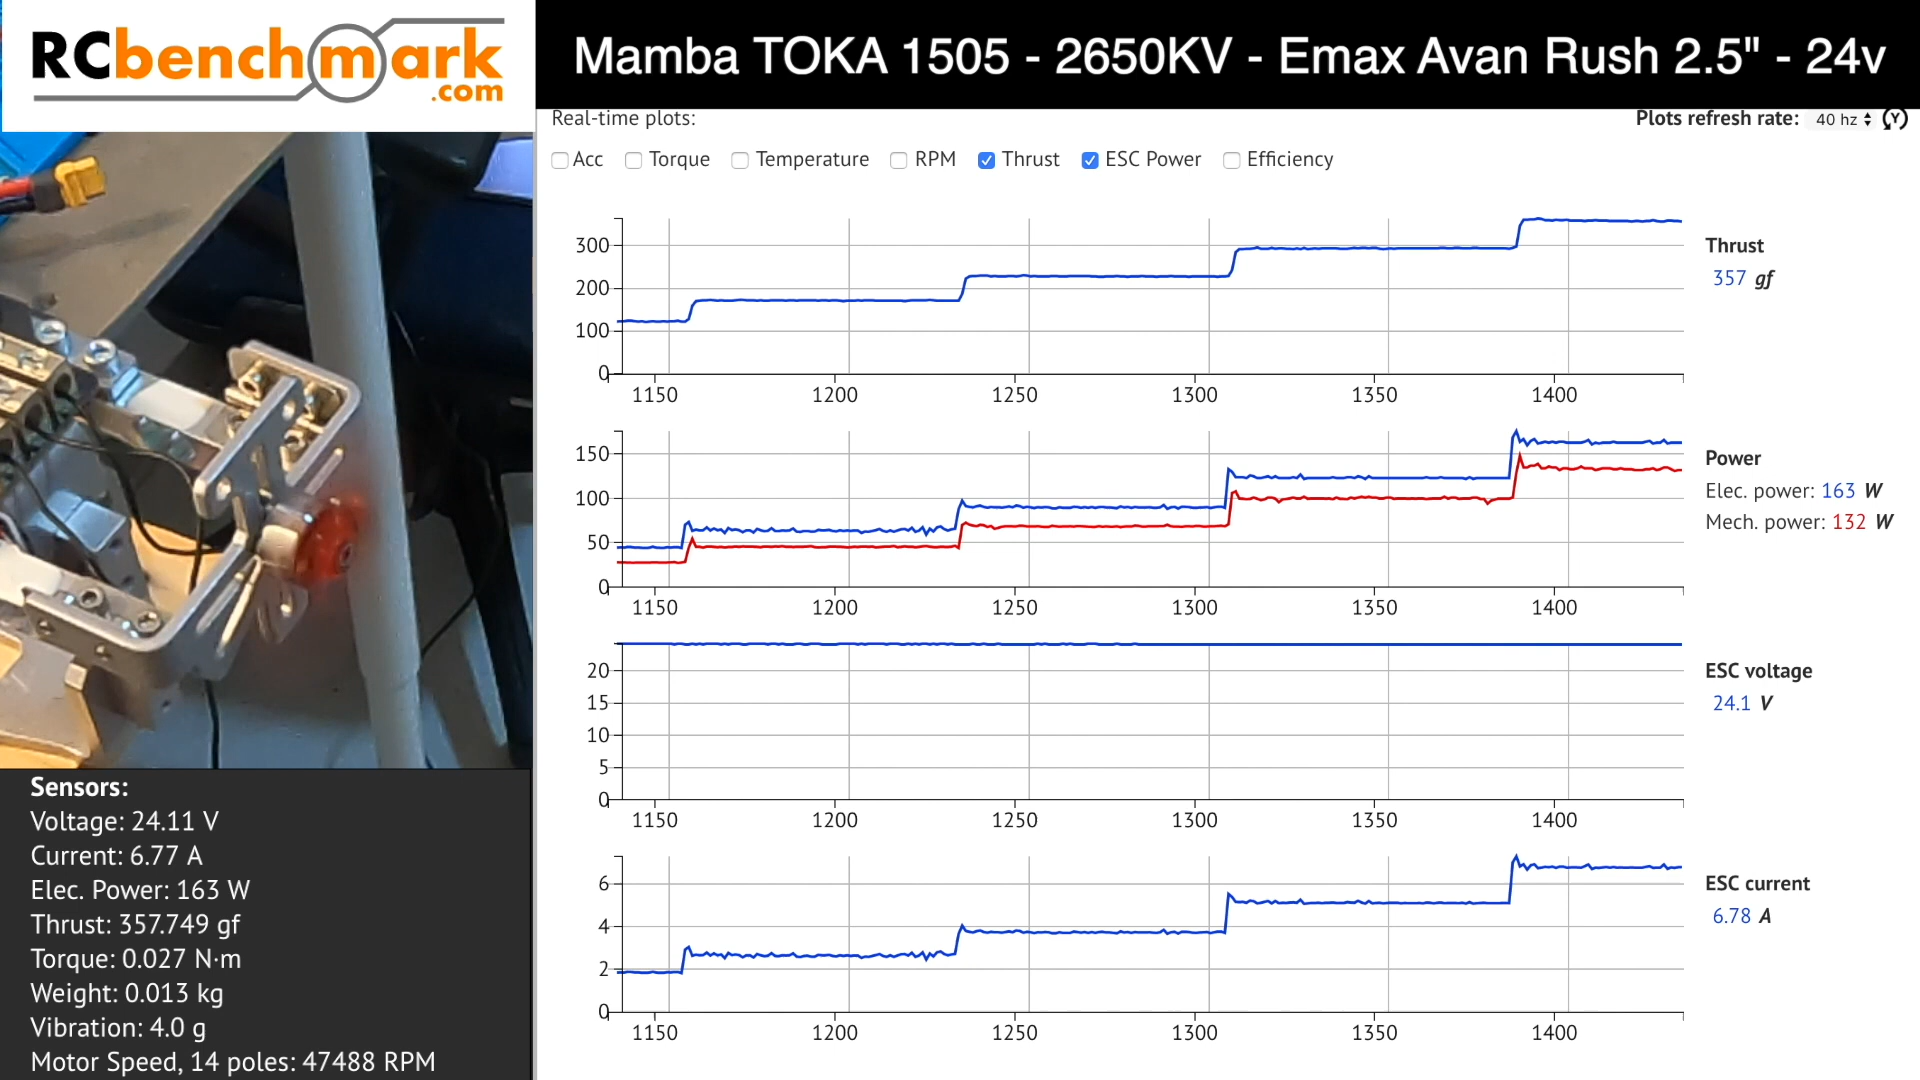 RCbenchmark
.com
Mamba TOKA 1505 - 2650KV - Emax Avan Rush 2.5" - 24v
Real-time plots:
Plots refresh rate: 40 hz
Acc Torque Temperature RPM Thrust ESC Power Efficiency
300
200
100
0
1150 1200 1250 1300 1350 1400
Thrust
357 gf
150
100
50
0
1150 1200 1250 1300 1350 1400
Power
Elec. power: 163 W
Mech. power: 132 W
20
15
10
5
0
1150 1200 1250 1300 1350 1400
ESC voltage
24.1 V
6
4
2
0
1150 1200 1250 1300 1350 1400
ESC current
6.78 A
Sensors:
Voltage: 24.11 V
Current: 6.77 A
Elec. Power: 163 W
Thrust: 357.749 gf
Torque: 0.027 N·m
Weight: 0.013 kg
Vibration: 4.0 g
Motor Speed, 14 poles: 47488 RPM